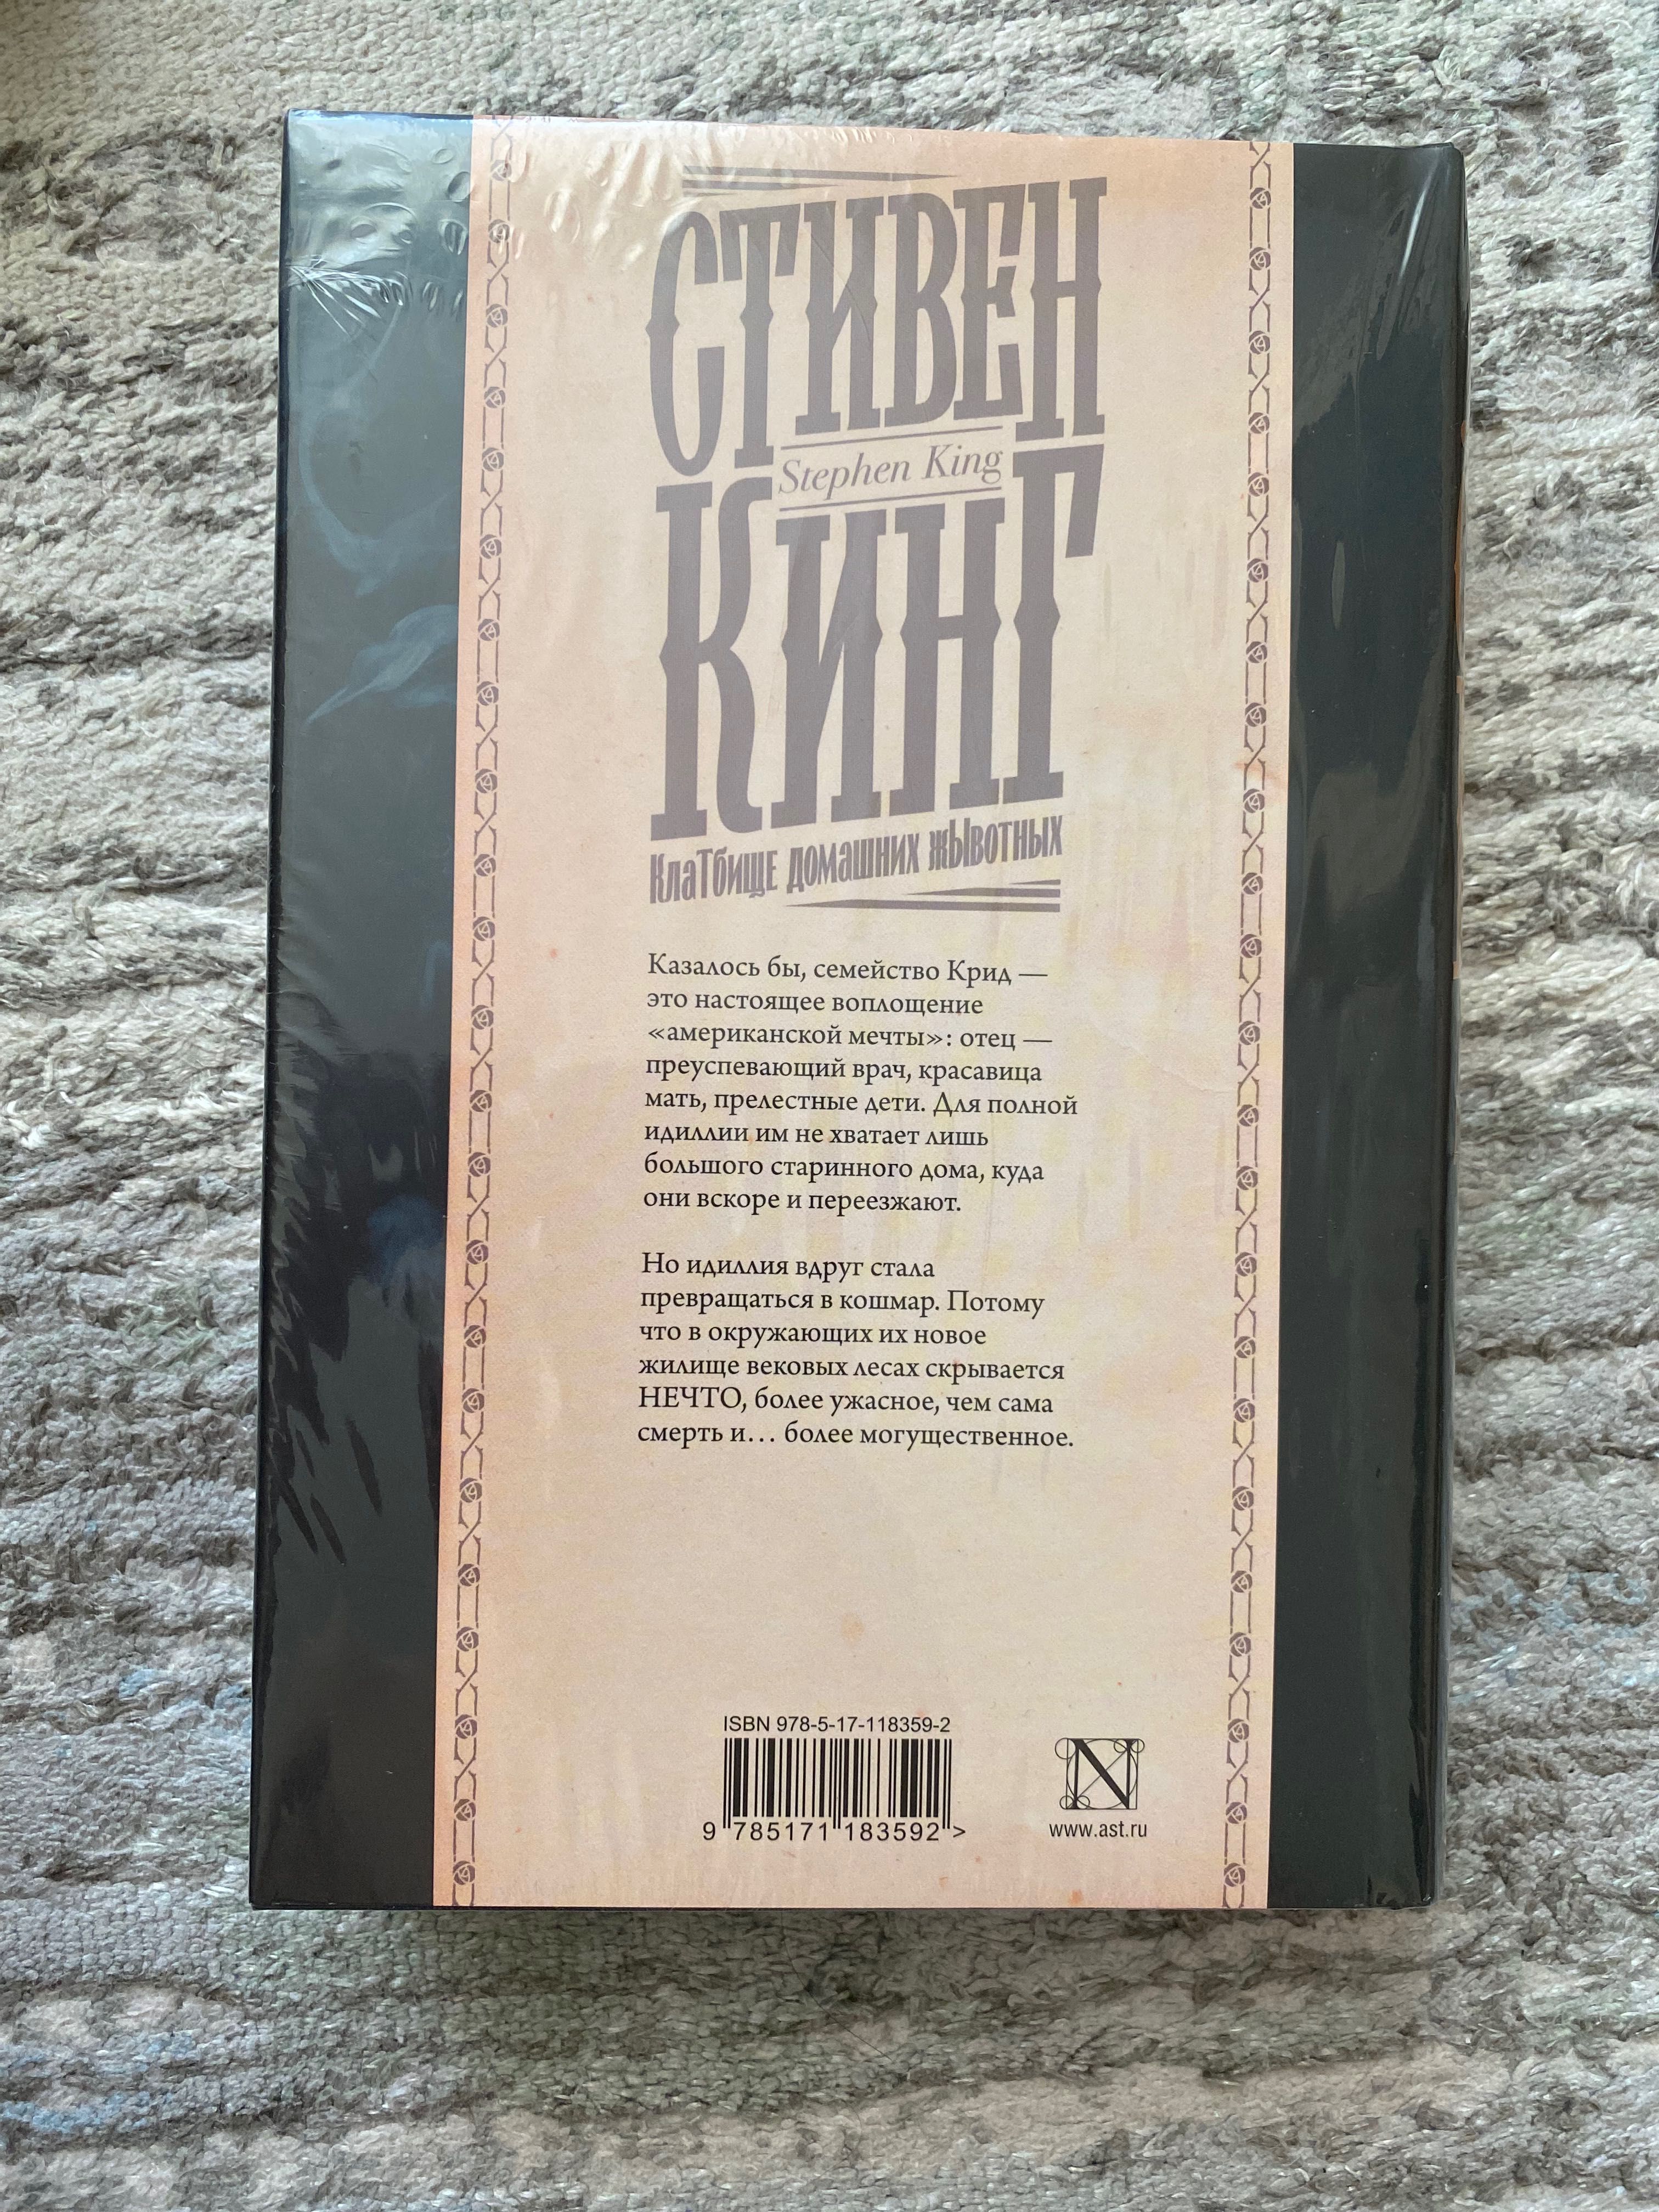 СТИВЕН
Stephen King
КИНГ
КлаТбище домашних жЫвотных
Казалось бы, семейство Крид —
это настоящее воплощение
«американской мечты»: отец —
преуспевающий врач, красавица
мать, прелестные дети. Для полной
идиллии им не хватает лишь
большого старинного дома, куда
они вскоре и переезжают.
Но идиллия вдруг стала
превращаться в кошмар. Потому
что в окружающих их новое
жилище вековых лесах скрывается
НЕЧТО, более ужасное, чем сама
смерть и… более могущественное.
ISBN 978-5-17-118359-2
9 785171 183592 >
N
www.ast.ru